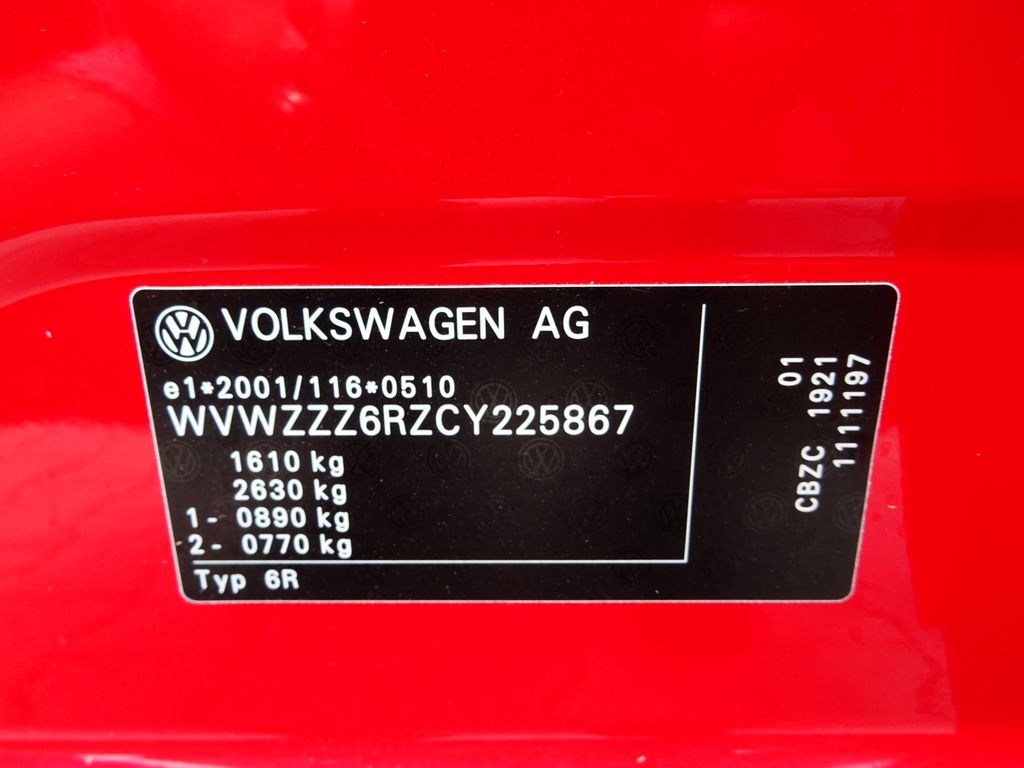 VOLKSWAGEN AG
e1*2001/116*0510
WVWZZZ6RZCY225867
1610 kg
2630 kg
1- 0890 kg
2- 0770 kg
Typ 6R
01
CBZC 1921
1111197